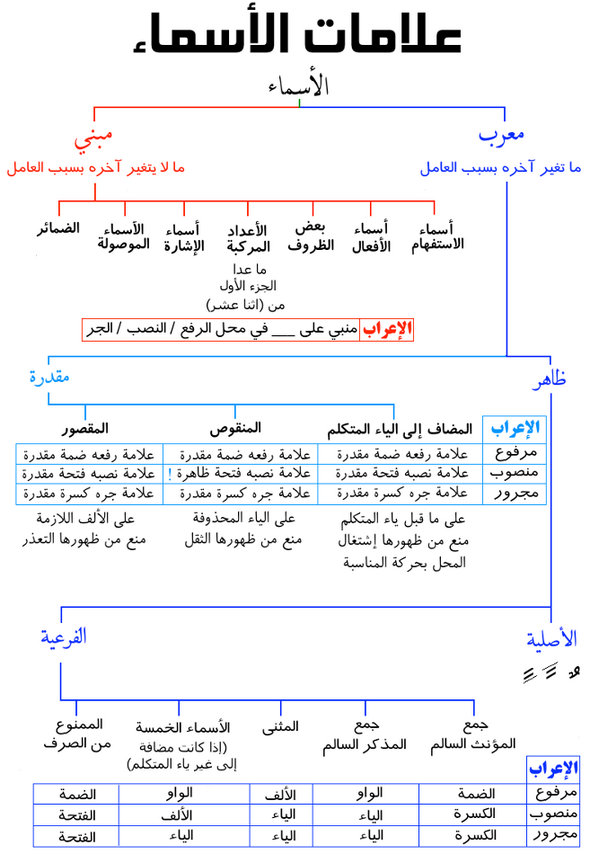 علامات الأسماء
الأسماء
معرب
مبني
ما تغير آخره بسبب العامل
ما لا يتغير آخره بسبب العامل
أسماء الاستفهام
أسماء الأفعال
بعض الظروف
الأعداد المركبة
أسماء الإشارة
الأسماء الموصولة
الضمائر
ما عدا
الجزء الأول
من (اثنا عشر)
الإعراب منبي على ___ في محل الرفع / النصب / الجر
ظاهر
مقدرة
الإعراب المضاف إلى الياء المتكلم المنقوص المقصور
مرفوع علامة رفعه ضمة مقدرة علامة رفعه ضمة مقدرة علامة رفعه ضمة مقدرة
منصوب علامة نصبه فتحة مقدرة علامة نصبه فتحة ظاهرة ! علامة نصبه فتحة مقدرة
مجرور علامة جره كسرة مقدرة علامة جره كسرة مقدرة علامة جره كسرة مقدرة
على ما قبل ياء المتكلم على الياء المحذوفة على الألف اللازمة
منع من ظهورها إشتغال منع من ظهورها الثقل منع من ظهورها التعذر
المحل بحركة المناسبة
الأصلية
الفرعية
جمع المؤنث السالم
جمع المذكر السالم
المثنى
الأسماء الخمسة
(إذا كانت مضافة
إلى غير ياء المتكلم)
الممنوع من الصرف
الإعراب
مرفوع الضمة الواو الألف الواو الضمة
منصوب الكسرة الياء الياء الألف الفتحة
مجرور الكسرة الياء الياء الياء الفتحة